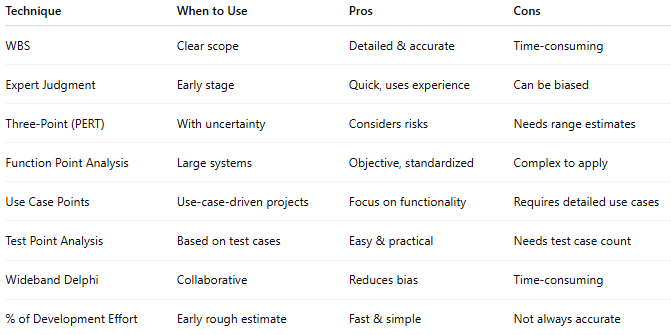 Technique When to Use Pros Cons
WBS Clear scope Detailed & accurate Time-consuming
Expert Judgment Early stage Quick, uses experience Can be biased
Three-Point (PERT) With uncertainty Considers risks Needs range estimates
Function Point Analysis Large systems Objective, standardized Complex to apply
Use Case Points Use-case-driven projects Focus on functionality Requires detailed use cases
Test Point Analysis Based on test cases Easy & practical Needs test case count
Wideband Delphi Collaborative Reduces bias Time-consuming
% of Development Effort Early rough estimate Fast & simple Not always accurate